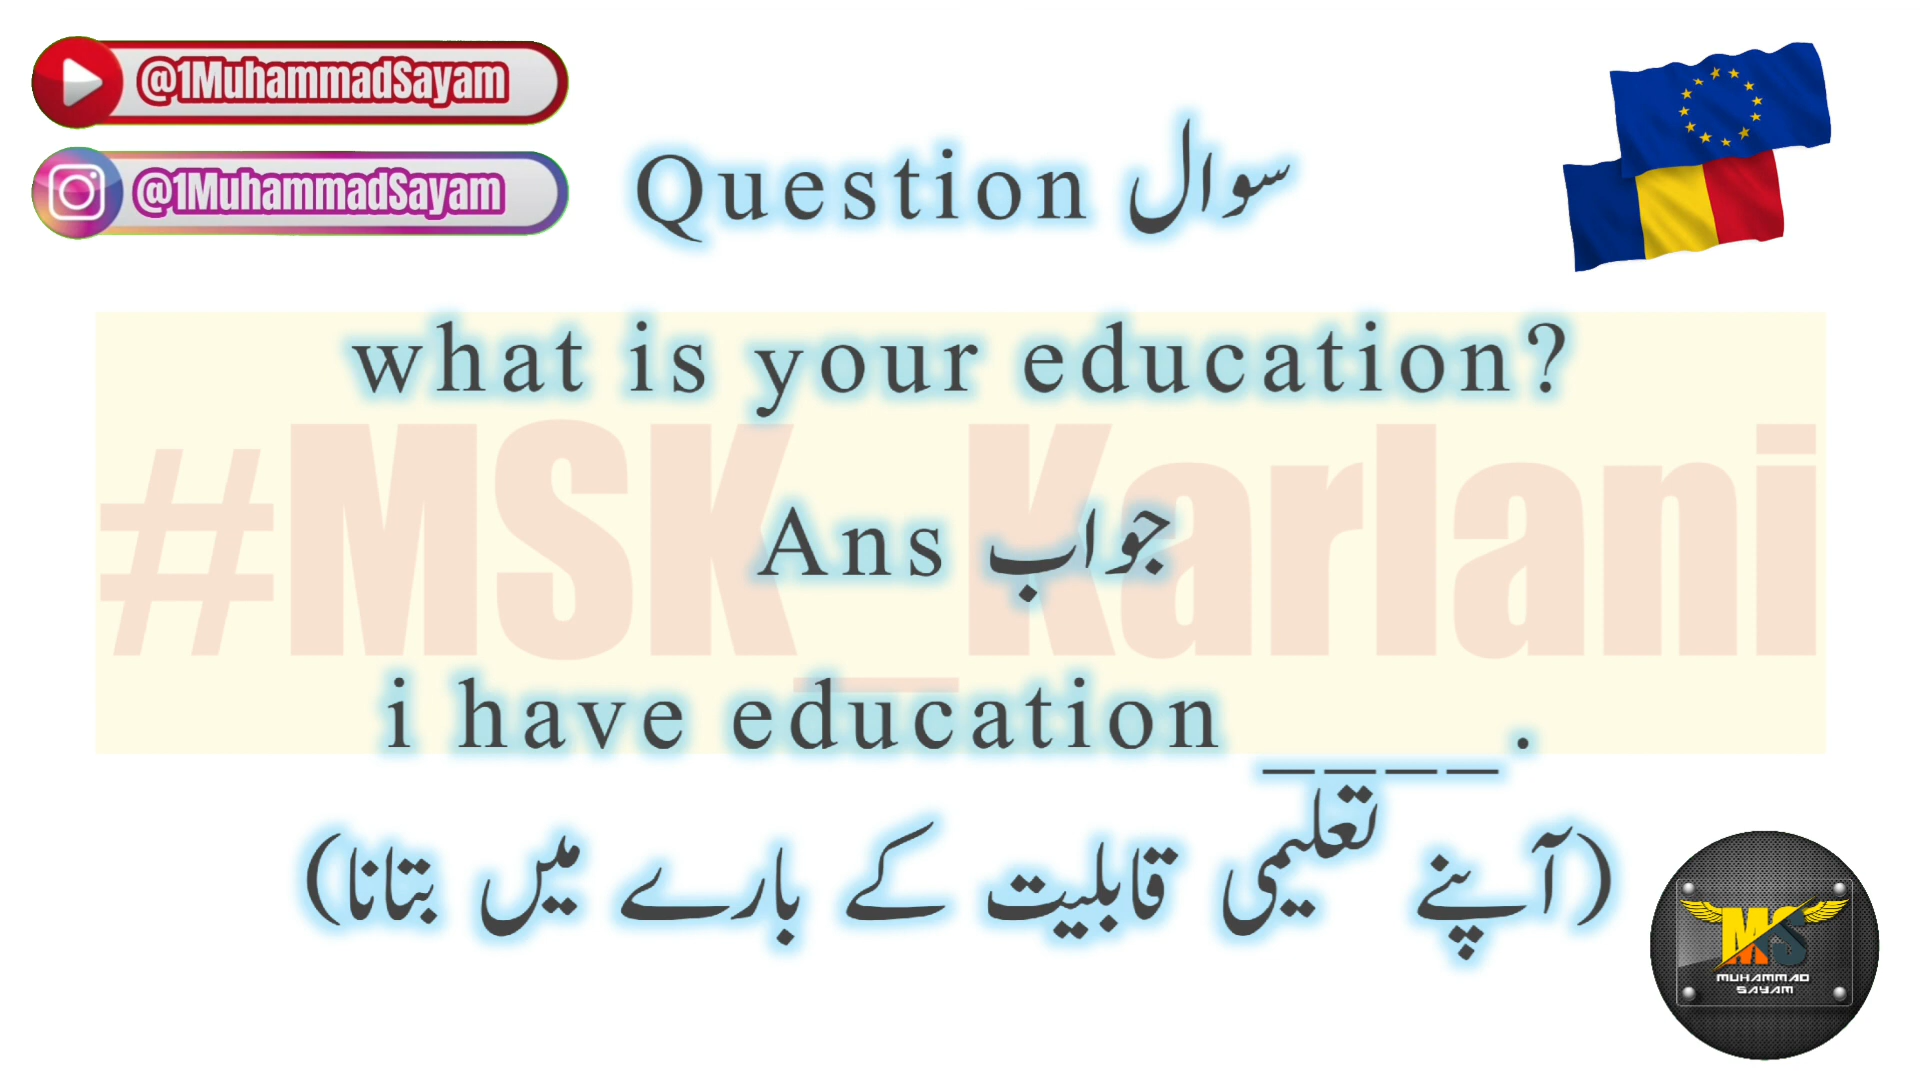 @1MuhammadSayam
@1MuhammadSayam
Question سوال
what is your education?
#MSK_Karlani
Ans جواب
i have education ____.
(آپنے تعلیمی قابلیت کے بارے میں بتانا)
MS
MUHAMMAD
SAYAM